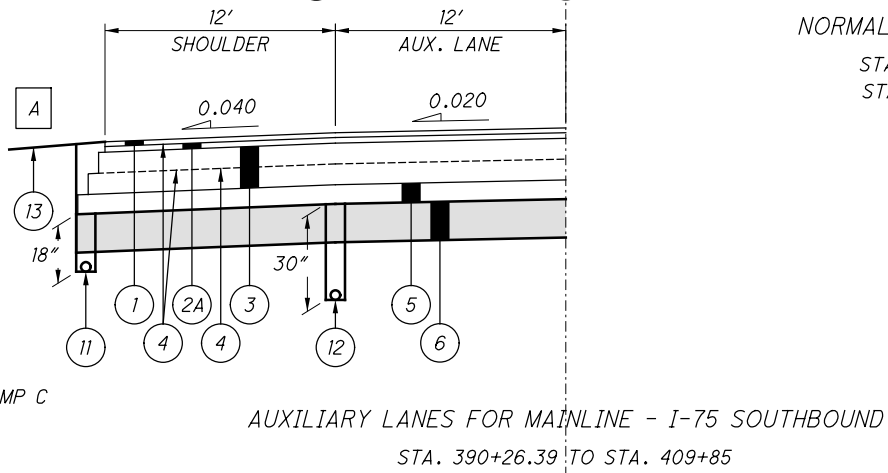 12'
12'
NORMAL
SHOULDER
AUX. LANE
STA
STA
A
0.040
0.020
13
18"
30"
1
2A
3
5
11
4
4
12
6
MP C
AUXILIARY LANES FOR MAINLINE - I-75 SOUTHBOUND
STA. 390+26.39 TO STA. 409+85